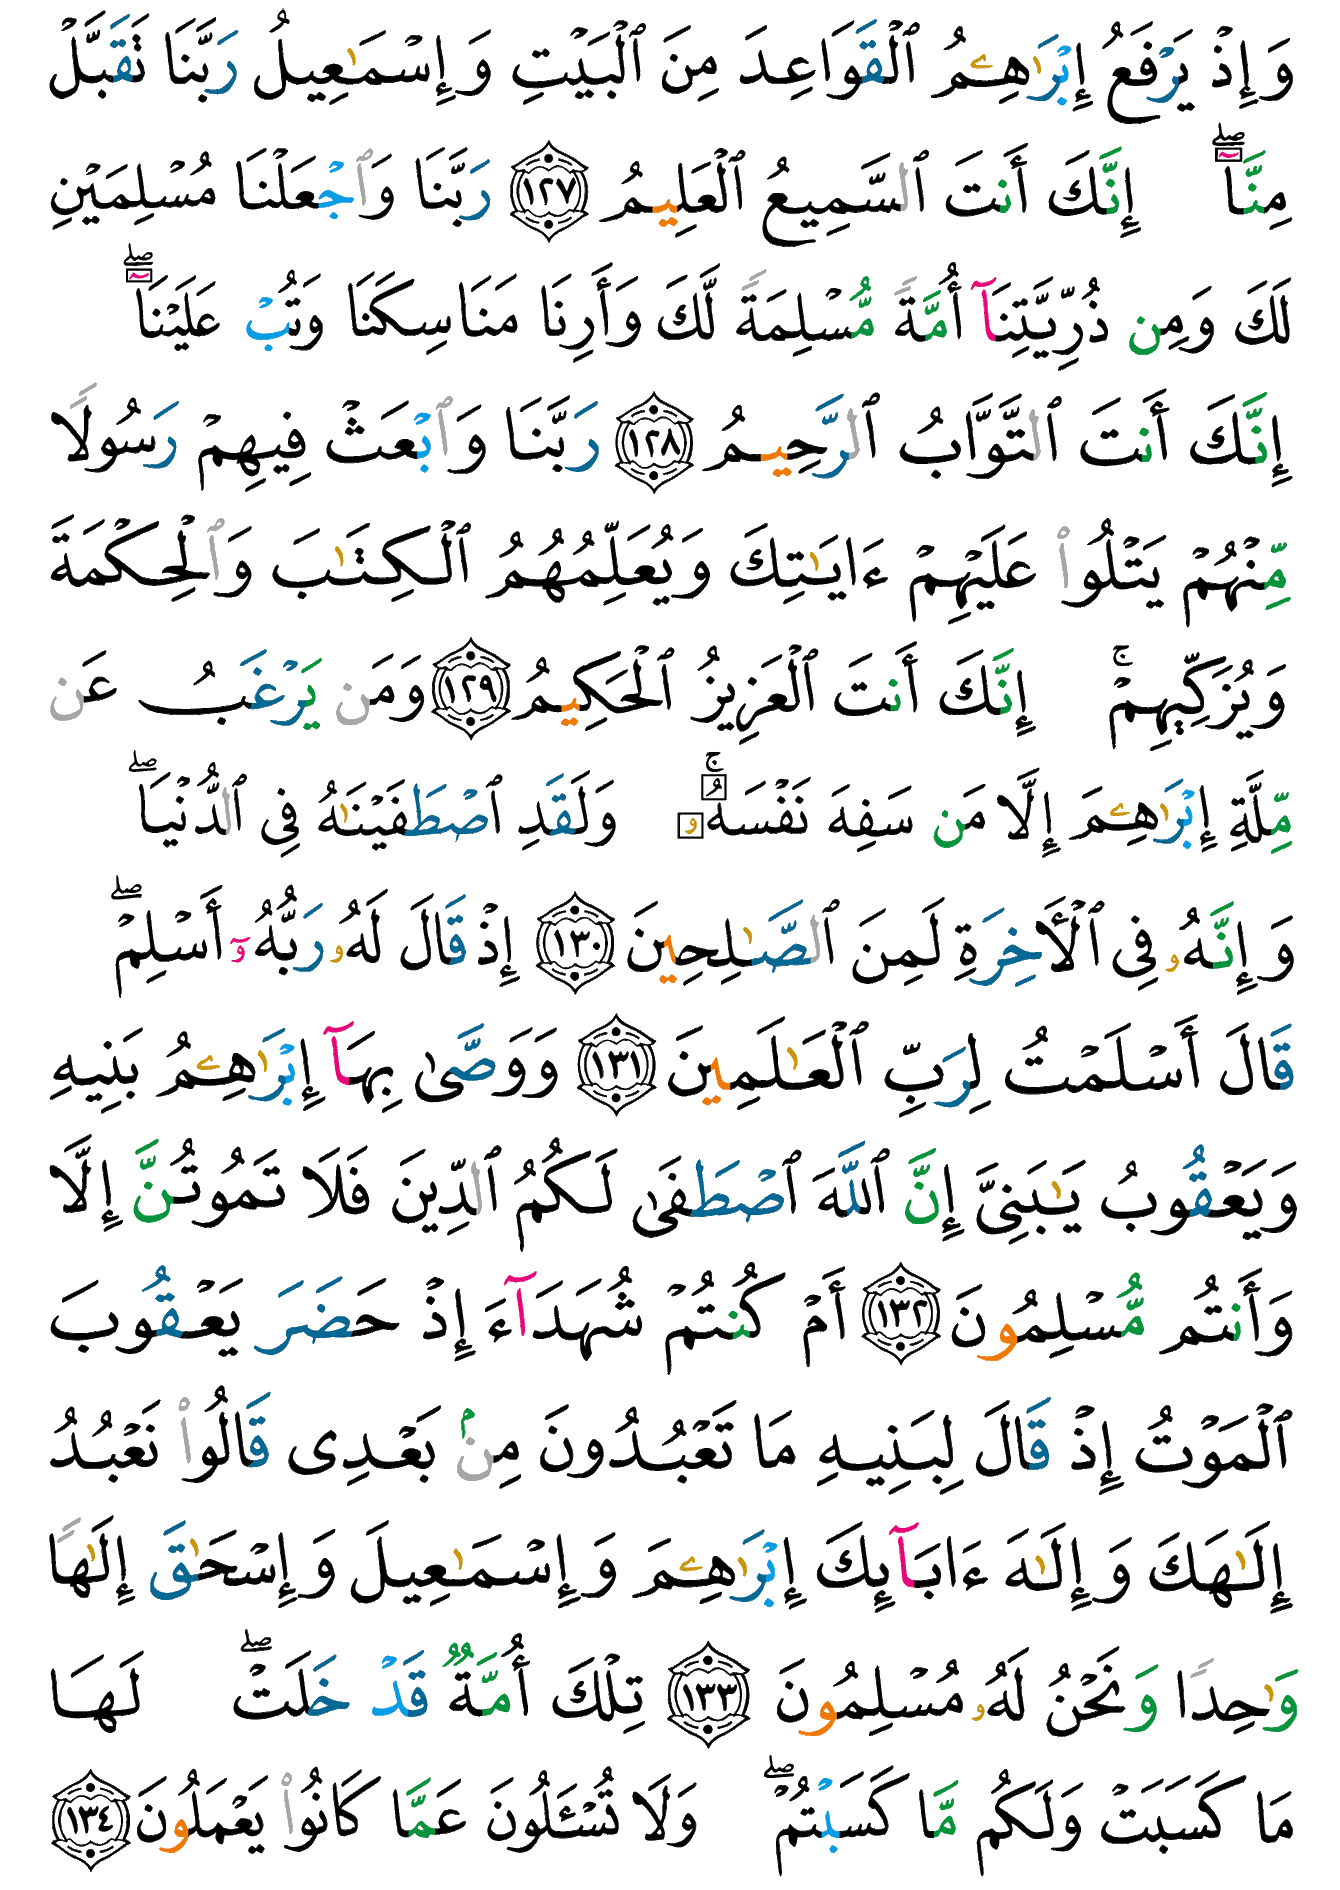 وَإِذْ يَرْفَعُ إِبْرَٰهِـۧمُ ٱلْقَوَاعِدَ مِنَ ٱلْبَيْتِ وَإِسْمَـٰعِيلُ رَبَّنَا تَقَبَّلْ
مِنَّآ ۖ إِنَّكَ أَنتَ ٱلسَّمِيعُ ٱلْعَلِيمُ ١٢٧ رَبَّنَا وَٱجْعَلْنَا مُسْلِمَيْنِ
لَكَ وَمِن ذُرِّيَّتِنَآ أُمَّةً مُّسْلِمَةً لَّكَ وَأَرِنَا مَنَاسِكَنَا وَتُبْ عَلَيْنَآ ۖ
إِنَّكَ أَنتَ ٱلتَّوَّابُ ٱلرَّحِيمُ ١٢٨ رَبَّنَا وَٱبْعَثْ فِيهِمْ رَسُولًا
مِّنْهُمْ يَتْلُوا۟ عَلَيْهِمْ ءَايَـٰتِكَ وَيُعَلِّمُهُمُ ٱلْكِتَـٰبَ وَٱلْحِكْمَةَ
وَيُزَكِّيهِمْ ۚ إِنَّكَ أَنتَ ٱلْعَزِيزُ ٱلْحَكِيمُ ١٢٩ وَمَن يَرْغَبُ عَن
مِّلَّةِ إِبْرَٰهِـۧمَ إِلَّا مَن سَفِهَ نَفْسَهُۥ ۚ وَلَقَدِ ٱصْطَفَيْنَـٰهُ فِى ٱلدُّنْيَا ۖ
وَإِنَّهُۥ فِى ٱلْأَخِرَةِ لَمِنَ ٱلصَّـٰلِحِينَ ١٣٠ إِذْ قَالَ لَهُۥ رَبُّهُۥٓ أَسْلِمْ ۖ
قَالَ أَسْلَمْتُ لِرَبِّ ٱلْعَـٰلَمِينَ ١٣١ وَوَصَّىٰ بِهَآ إِبْرَٰهِـۧمُ بَنِيهِ
وَيَعْقُوبُ يَـٰبَنِىَّ إِنَّ ٱللَّهَ ٱصْطَفَىٰ لَكُمُ ٱلدِّينَ فَلَا تَمُوتُنَّ إِلَّا
وَأَنتُم مُّسْلِمُونَ ١٣٢ أَمْ كُنتُمْ شُهَدَآءَ إِذْ حَضَرَ يَعْقُوبَ
ٱلْمَوْتُ إِذْ قَالَ لِبَنِيهِ مَا تَعْبُدُونَ مِنۢ بَعْدِى قَالُوا۟ نَعْبُدُ
إِلَـٰهَكَ وَإِلَـٰهَ ءَابَآئِكَ إِبْرَٰهِـۧمَ وَإِسْمَـٰعِيلَ وَإِسْحَـٰقَ إِلَـٰهًا
وَٰحِدًا وَنَحْنُ لَهُۥ مُسْلِمُونَ ١٣٣ تِلْكَ أُمَّةٌ قَدْ خَلَتْ ۖ لَهَا
مَا كَسَبَتْ وَلَكُم مَّا كَسَبْتُمْ ۖ وَلَا تُسْـَٔلُونَ عَمَّا كَانُوا۟ يَعْمَلُونَ ١٣٤